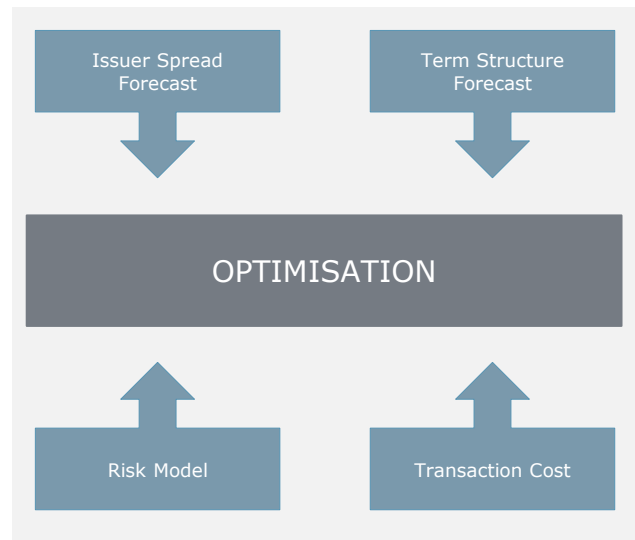 Issuer Spread
Forecast
Term Structure
Forecast
OPTIMISATION
Risk Model
Transaction Cost